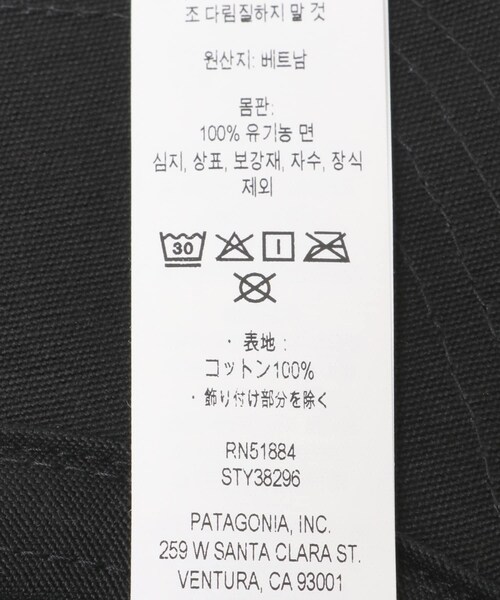 조 다림질하지 말 것
원산지: 베트남
몸판:
100% 유기농 면
심지, 상표, 보강재, 자수, 장식
제외
30
・表地 :
コットン100%
・飾り付け部分を除く
RN51884
STY38296
PATAGONIA, INC.
259 W SANTA CLARA ST.
VENTURA, CA 93001